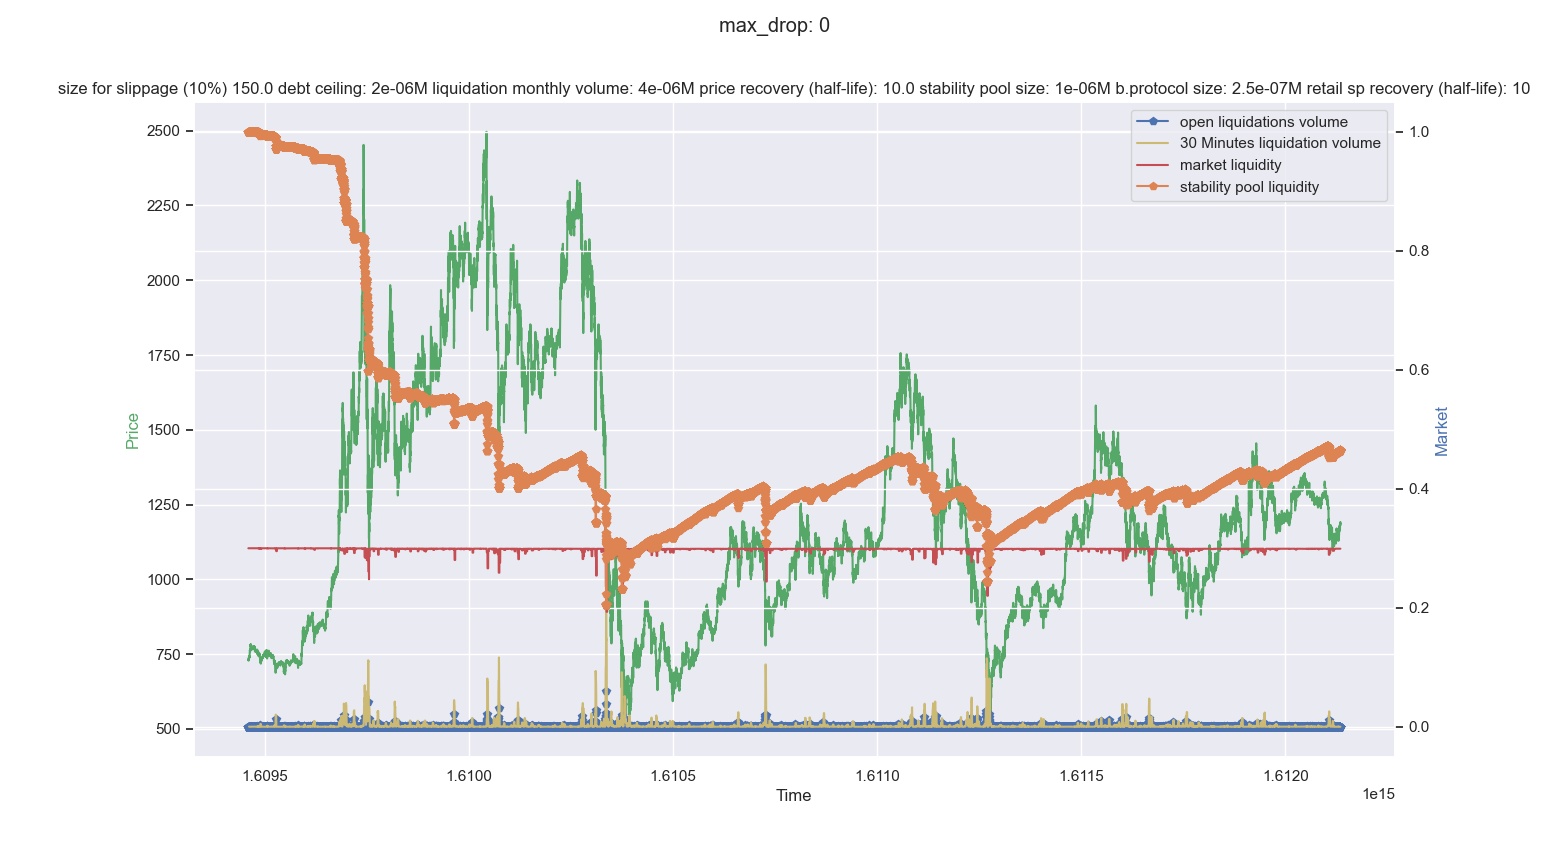 max_drop: 0
size for slippage (10%) 150.0 debt ceiling: 2e-06M liquidation monthly volume: 4e-06M price recovery (half-life): 10.0 stability pool size: 1e-06M b.protocol size: 2.5e-07M retail sp recovery (half-life): 10
open liquidations volume
30 Minutes liquidation volume
market liquidity
stability pool liquidity
2500
2250
2000
1750
1500
1250
1000
750
500
Price
1.0
0.8
0.6
0.4
0.2
0.0
Market
1.6095 1.6100 1.6105 1.6110 1.6115 1.6120
Time
1e15